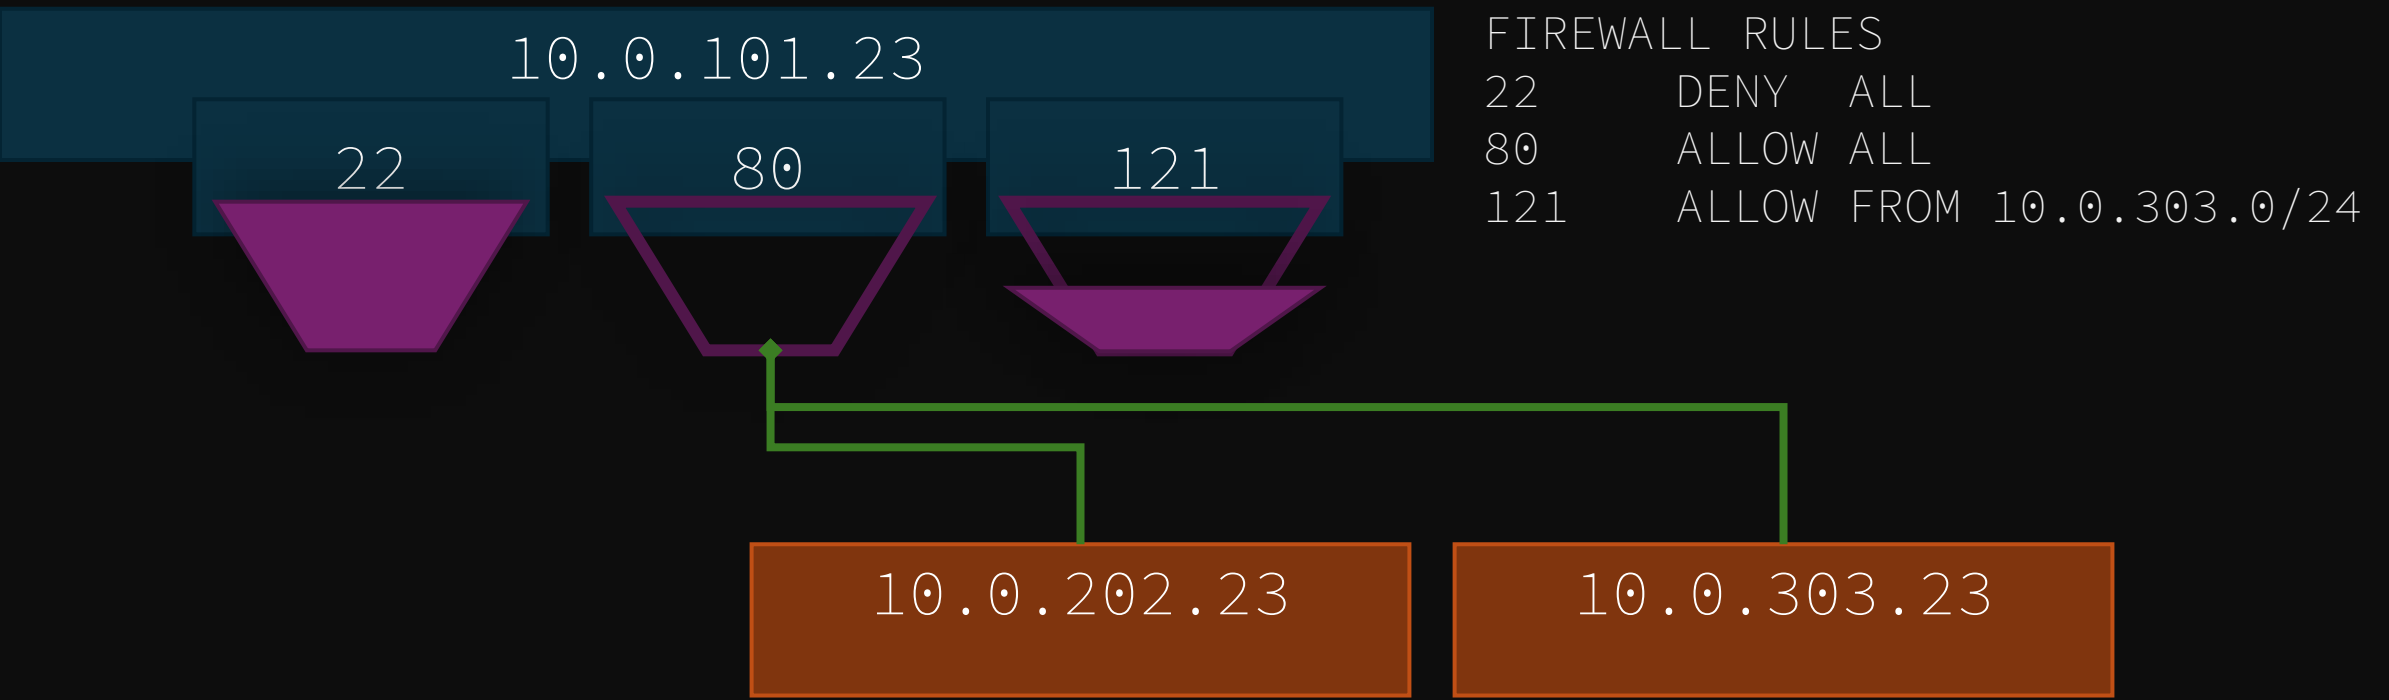 10.0.101.23
22 80 121
FIREWALL RULES
22 DENY ALL
80 ALLOW ALL
121 ALLOW FROM 10.0.303.0/24
10.0.202.23
10.0.303.23